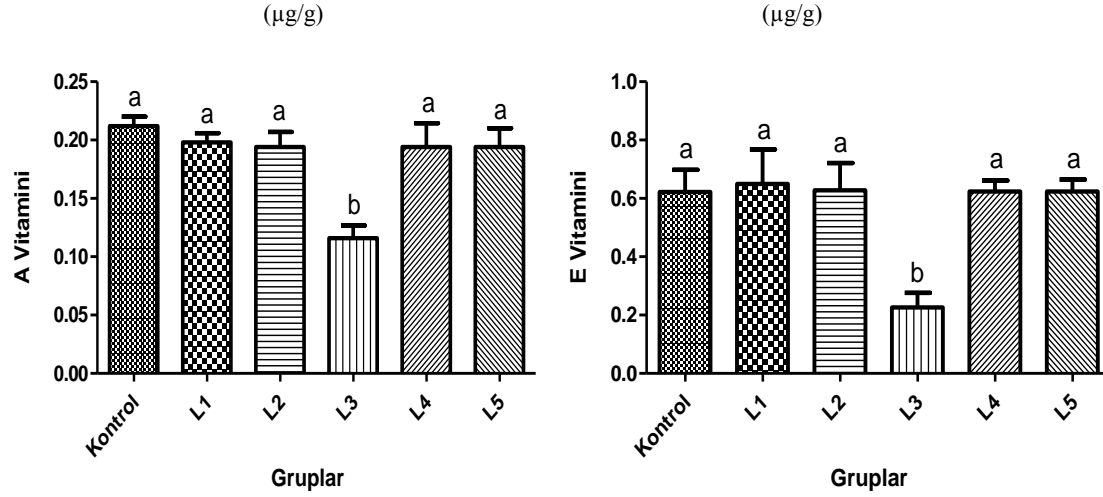 (µg/g)
a a a b a a
0.25
0.20
0.15
0.10
0.05
0.00
A Vitamini
Kontrol L1 L2 L3 L4 L5
Gruplar
(µg/g)
a a a b a a
1.0
0.8
0.6
0.4
0.2
0.0
E Vitamini
Kontrol L1 L2 L3 L4 L5
Gruplar